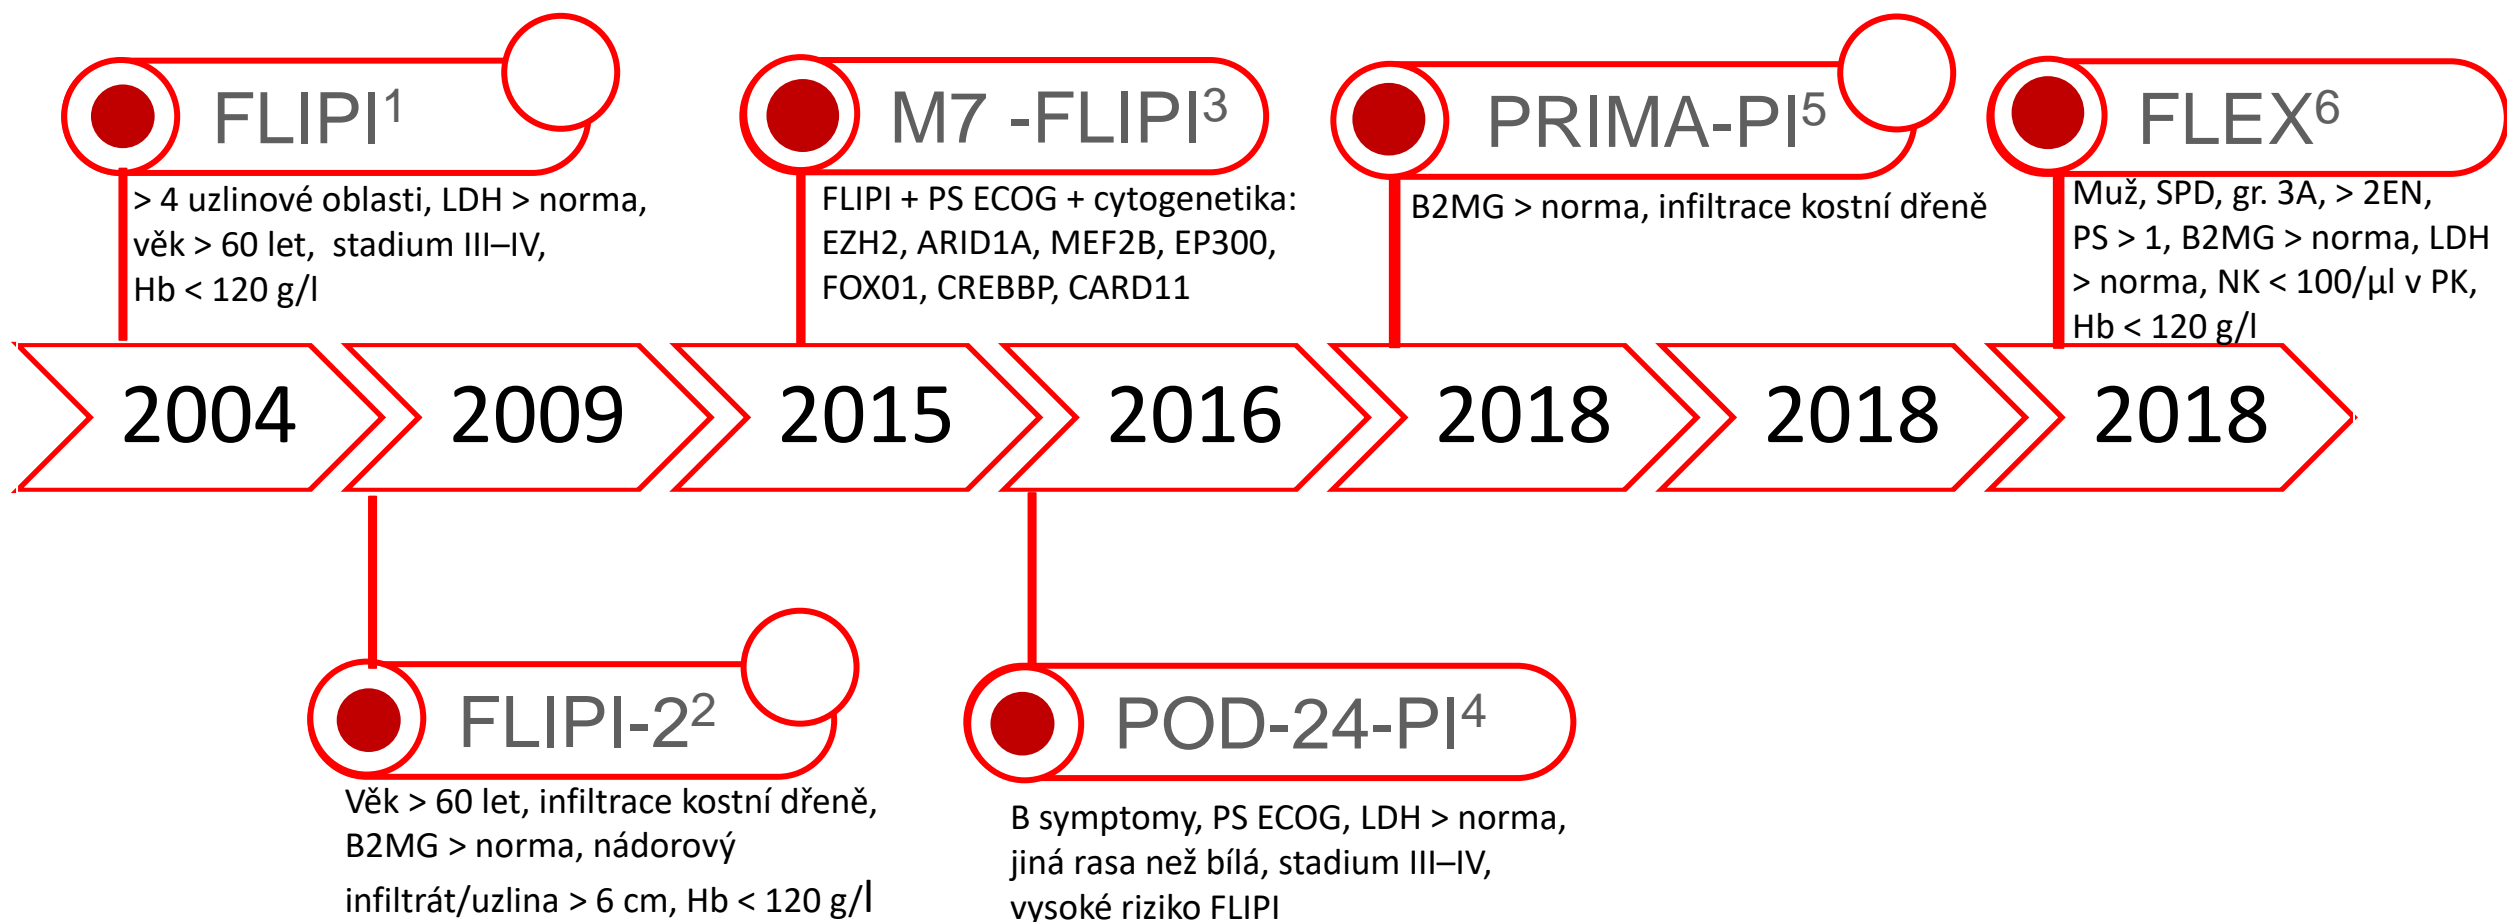 FLIPI1
> 4 uzlinové oblasti, LDH > norma,
věk > 60 let, stadium III–IV,
Hb < 120 g/l
M7 -FLIPI3
FLIPI + PS ECOG + cytogenetika:
EZH2, ARID1A, MEF2B, EP300,
FOX01, CREBBP, CARD11
PRIMA-PI5
B2MG > norma, infiltrace kostní dřeně
FLEX6
Muž, SPD, gr. 3A, > 2EN,
PS > 1, B2MG > norma, LDH
> norma, NK < 100/µl v PK,
Hb < 120 g/l
2004
2009
2015
2016
2018
2018
2018
FLIPI-22
Věk > 60 let, infiltrace kostní dřeně,
B2MG > norma, nádorový
infiltrát/uzlina > 6 cm, Hb < 120 g/l
POD-24-PI4
B symptomy, PS ECOG, LDH > norma,
jiná rasa než bílá, stadium III–IV,
vysoké riziko FLIPI